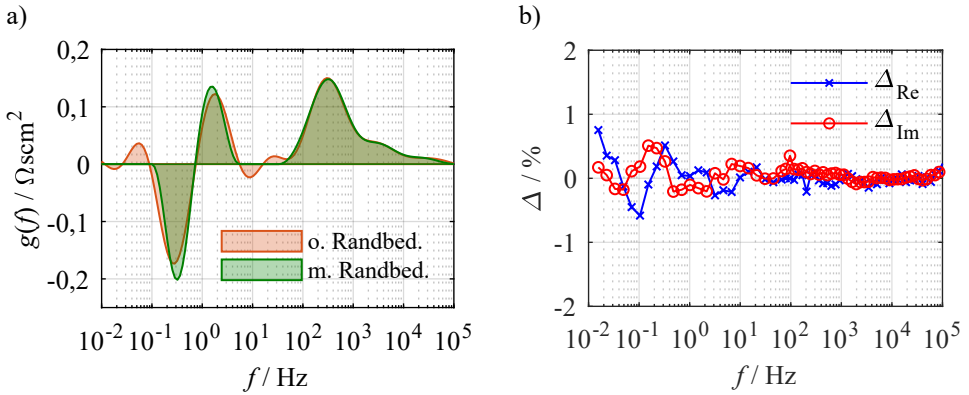 a)
0,2
0,1
0
-0,1
-0,2
g(f) / Ωscm²
o. Randbed.
m. Randbed.
10⁻² 10⁻¹ 10⁰ 10¹ 10² 10³ 10⁴ 10⁵
f / Hz
b)
2
1
0
-1
-2
Δ / %
Δ_Re
Δ_Im
10⁻² 10⁻¹ 10⁰ 10¹ 10² 10³ 10⁴ 10⁵
f / Hz